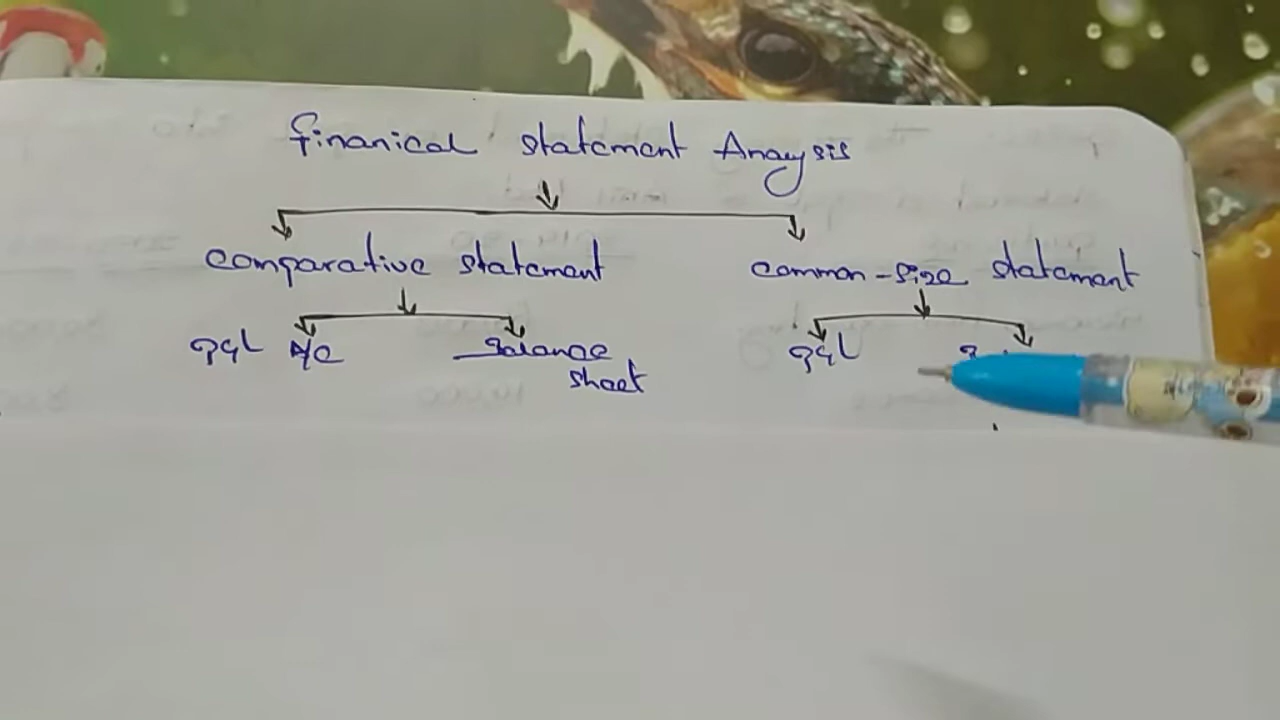 finanical statement Anaysis
comparative statement common-size statement
P&L A/C Balance P&L
sheet